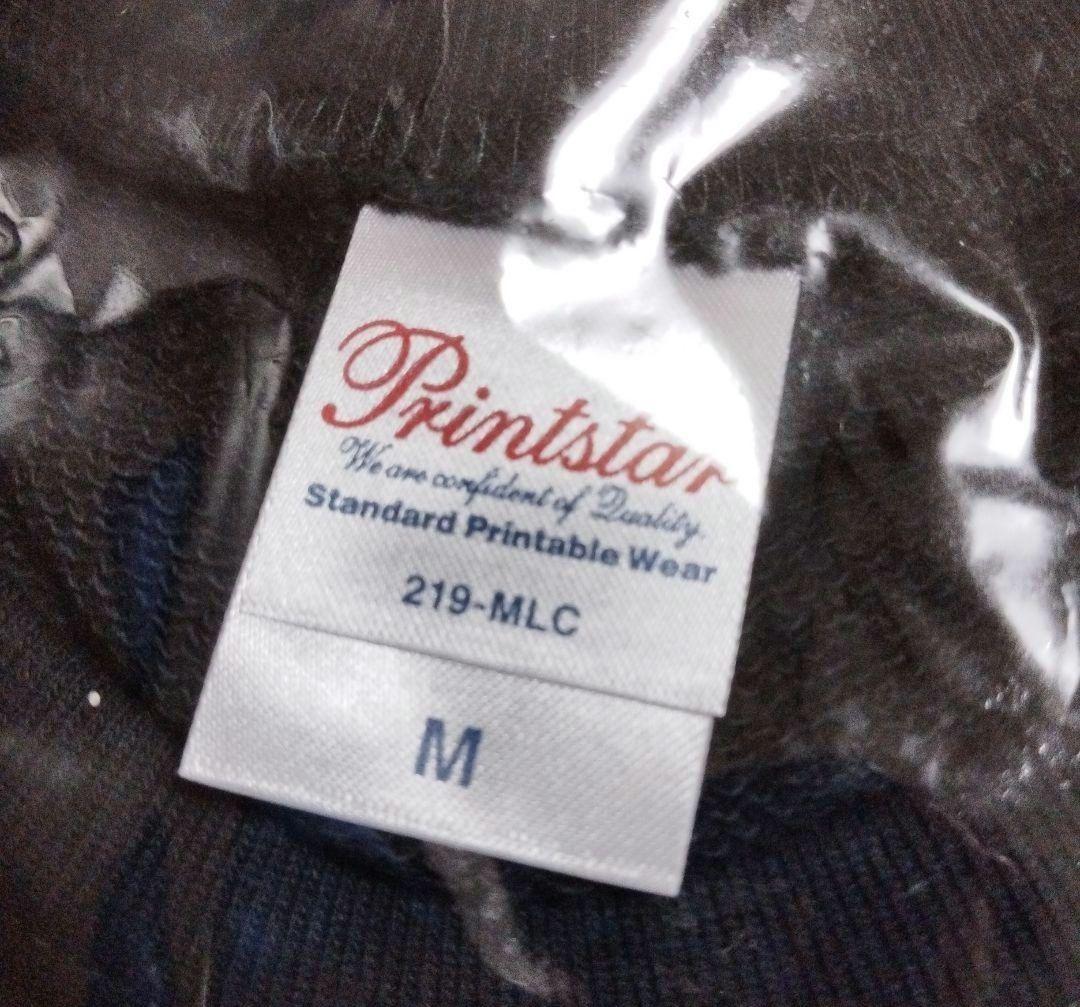 Printstar
We are confident of Quality.
Standard Printable Wear
219-MLC
M